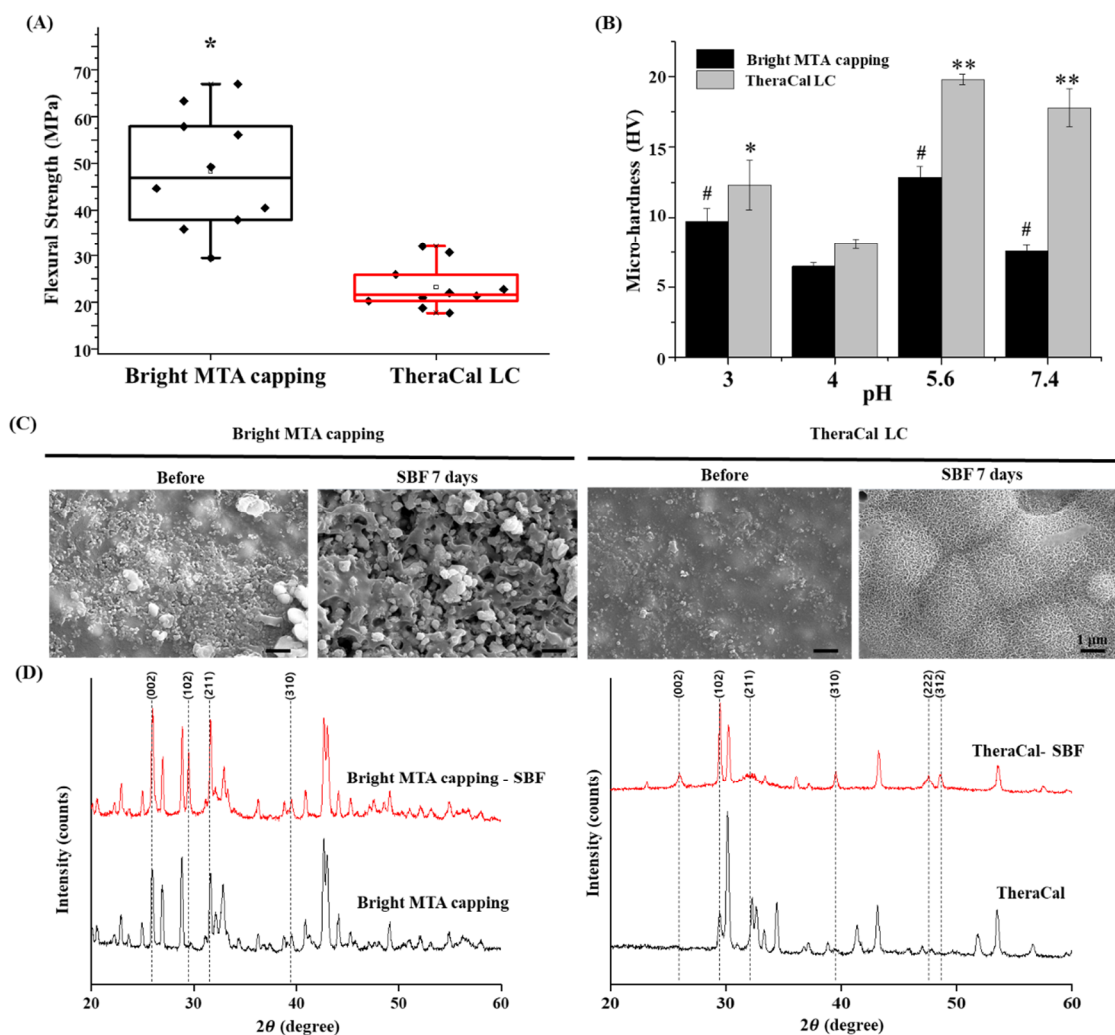 (A)
*
Flexural Strength (MPa)
70
60
50
40
30
20
10
Bright MTA capping
TheraCal LC
(B)
Bright MTA capping
TheraCal LC
Micro-hardness (HV)
20
15
10
5
0
#
*
#
**
#
**
3
4
5.6
7.4
pH
(C)
Bright MTA capping
TheraCal LC
Before
SBF 7 days
Before
SBF 7 days
1 μm
(D)
(002)
(102)
(211)
(310)
Bright MTA capping - SBF
Bright MTA capping
Intensity (counts)
20
30
40
50
60
2θ (degree)
(002)
(102)
(211)
(310)
(222)
(312)
TheraCal- SBF
TheraCal
Intensity (counts)
20
30
40
50
60
2θ (degree)